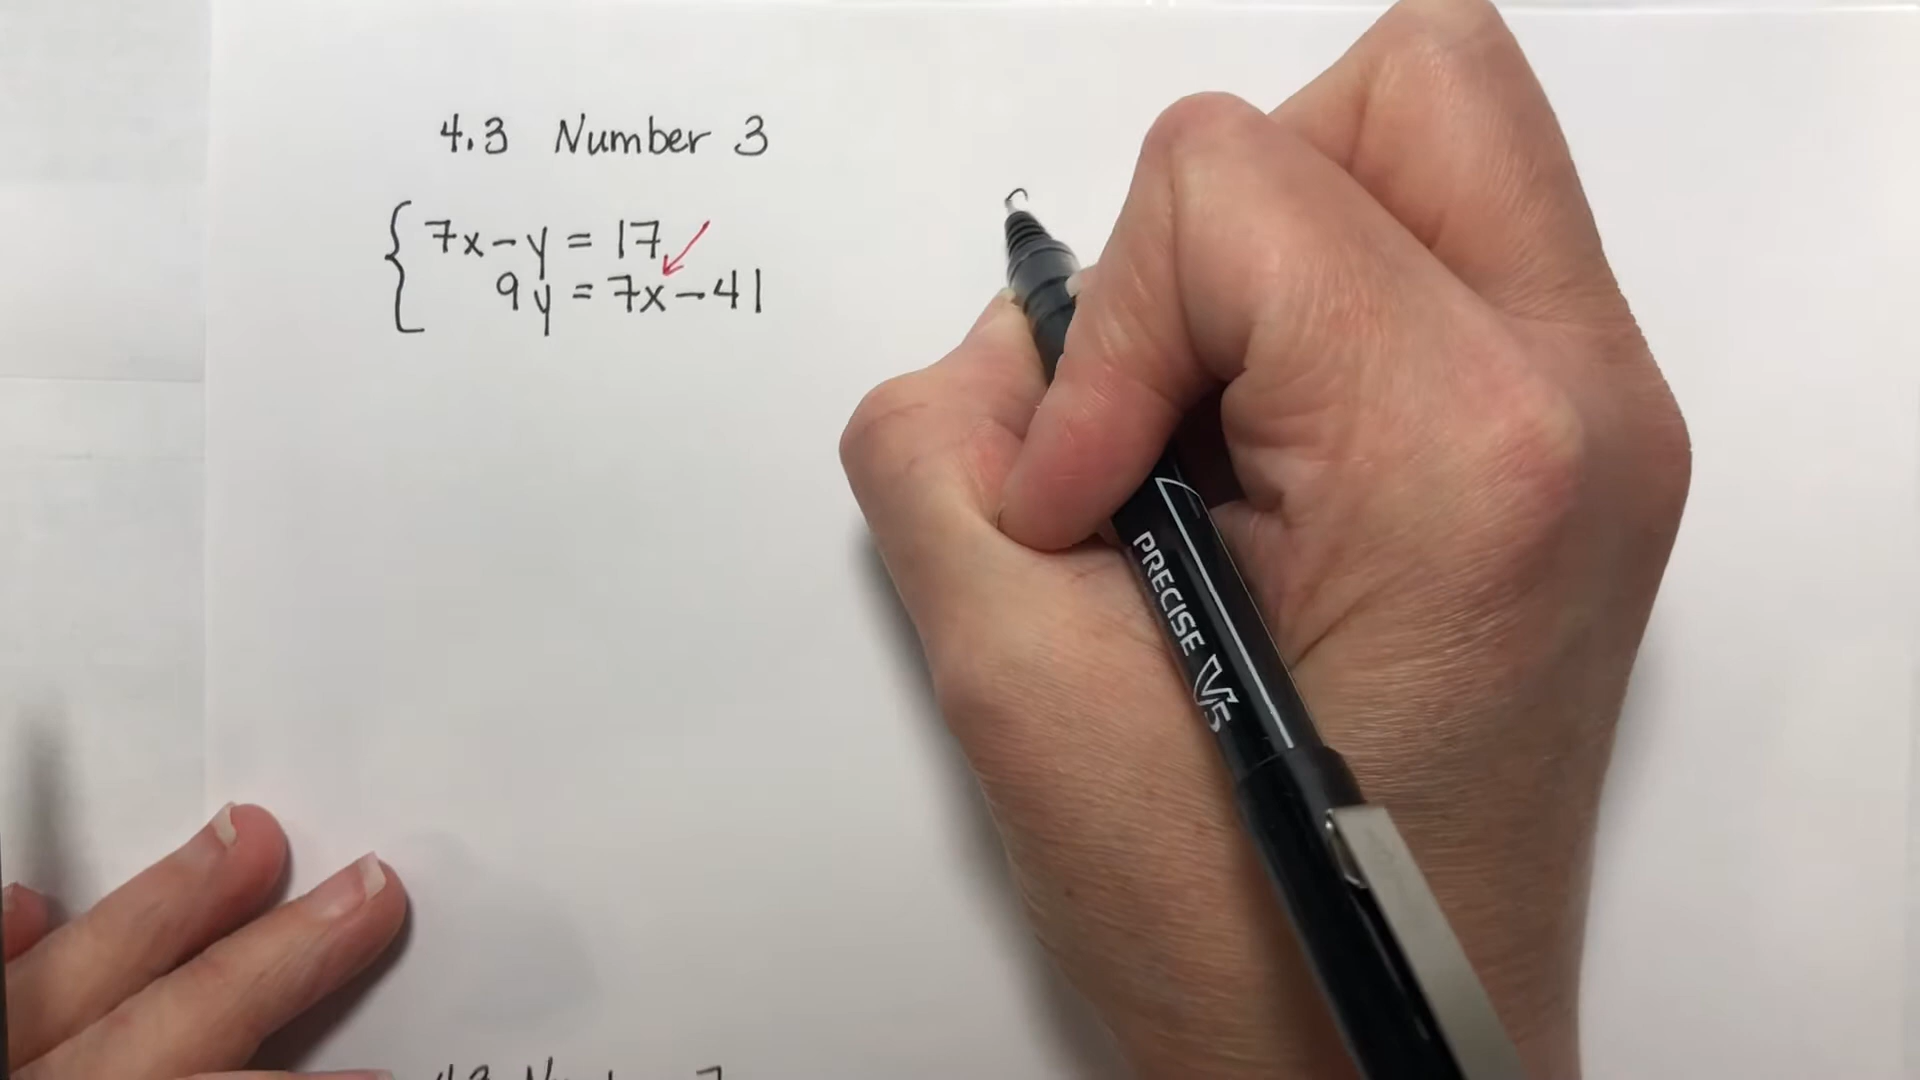 4.3 Number 3
7x - y = 17
9y = 7x - 41
PRECISE V5